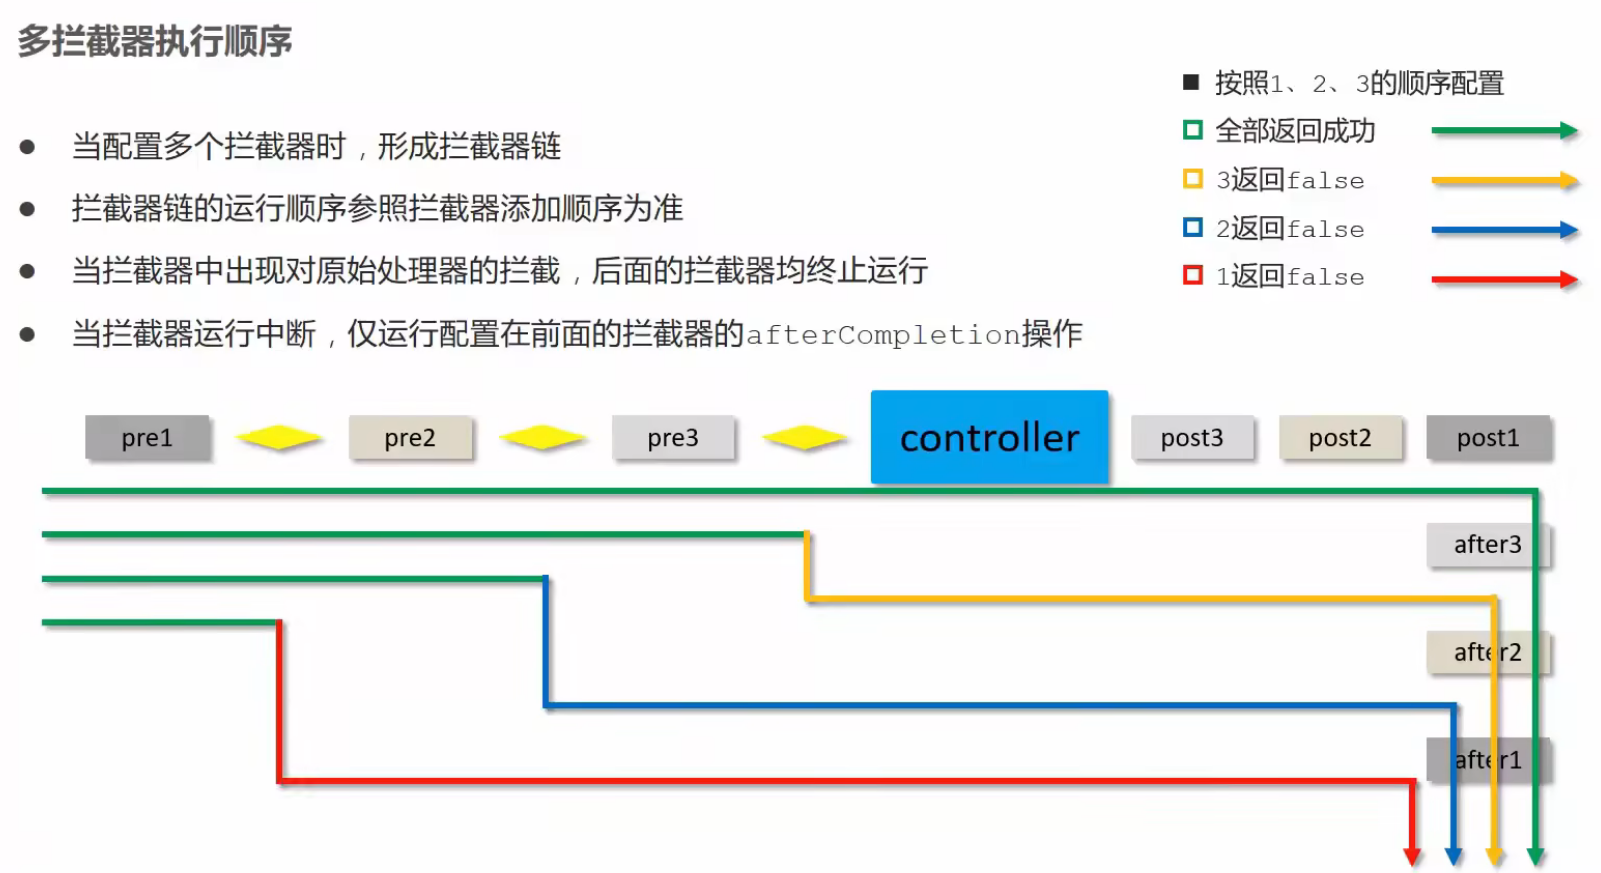 多拦截器执行顺序
■ 按照1、2、3的顺序配置
全部返回成功
3返回false
2返回false
1返回false
● 当配置多个拦截器时，形成拦截器链
● 拦截器链的运行顺序参照拦截器添加顺序为准
● 当拦截器中出现对原始处理器的拦截，后面的拦截器均终止运行
● 当拦截器运行中断，仅运行配置在前面的拦截器的afterCompletion操作
pre1 pre2 pre3 controller post3 post2 post1
after3
after2
after1